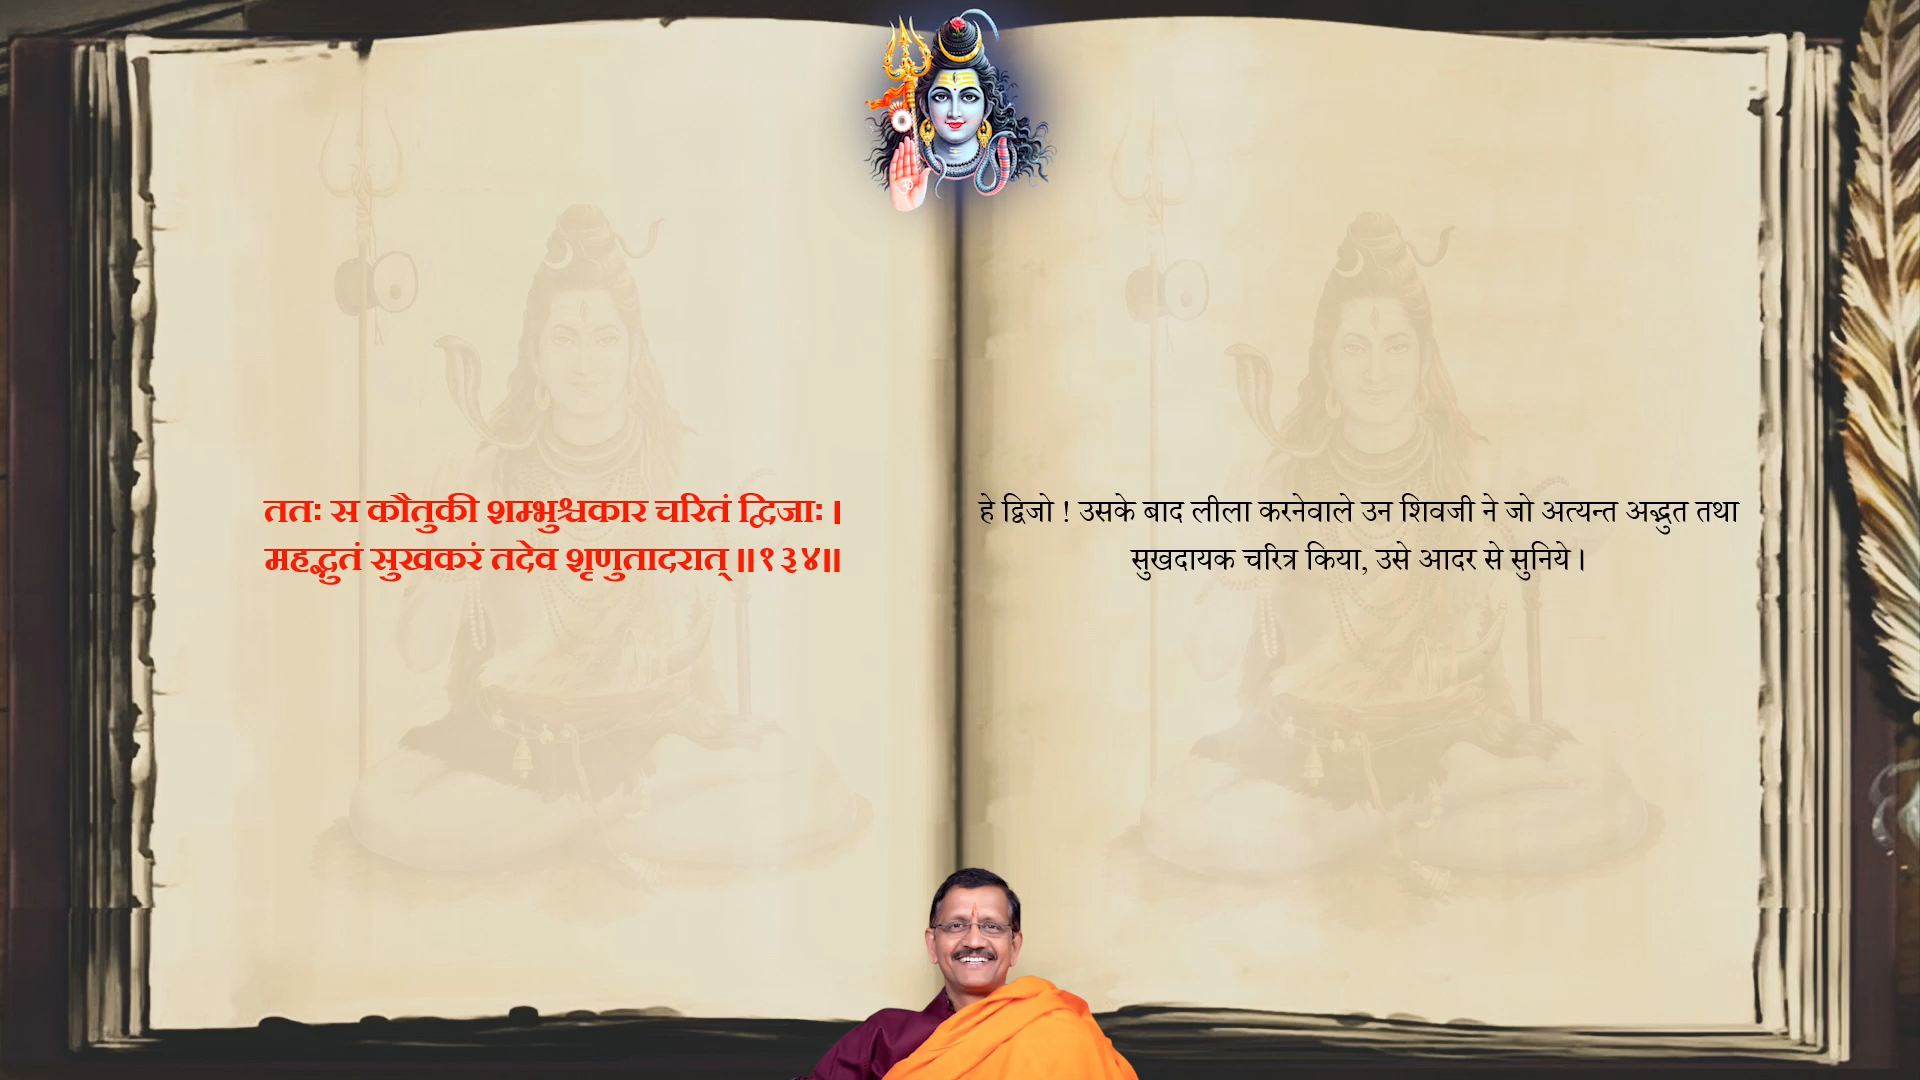 ततः स कौतुकी शम्भुश्चकार चरितं द्विजाः ।
महद्भुतं सुखकरं तदेव शृणुतादरात् ॥१३४॥
हे द्विजो ! उसके बाद लीला करनेवाले उन शिवजी ने जो अत्यन्त अद्भुत तथा
सुखदायक चरित्र किया, उसे आदर से सुनिये ।